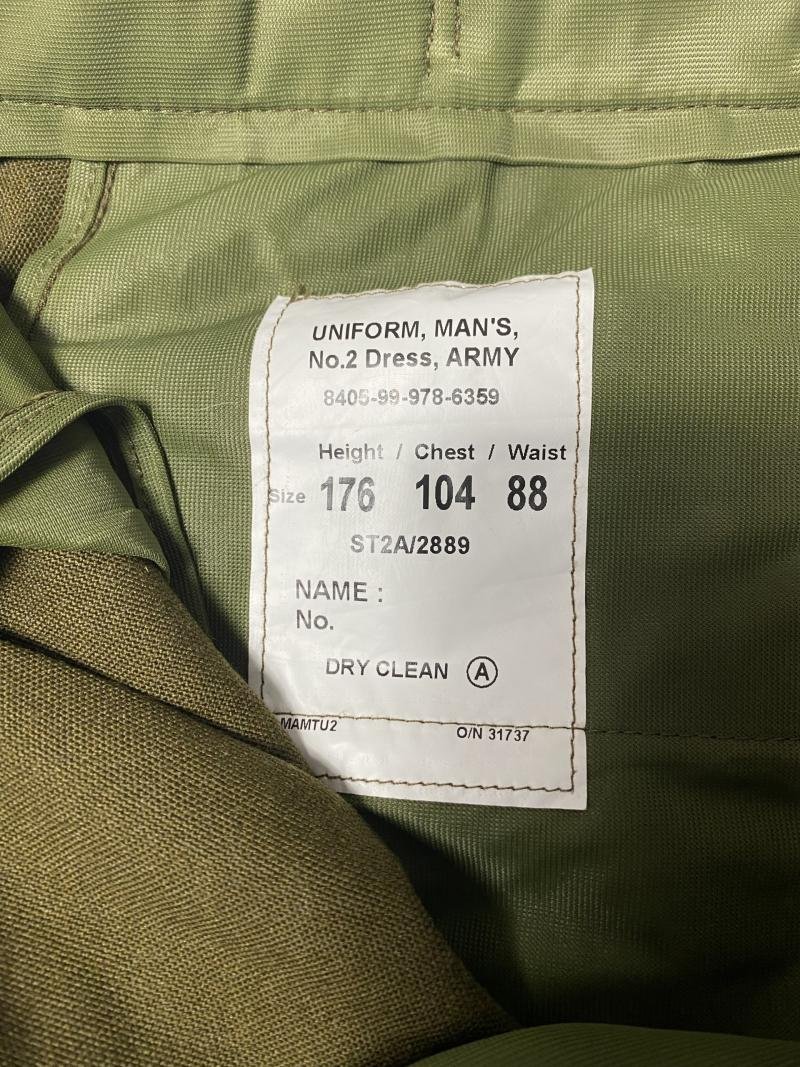 UNIFORM, MAN'S,
No.2 Dress, ARMY
8405-99-978-6359
Height / Chest / Waist
Size 176 104 88
ST2A/2889
NAME :
No.
DRY CLEAN A
MAMTU2 O/N 31737